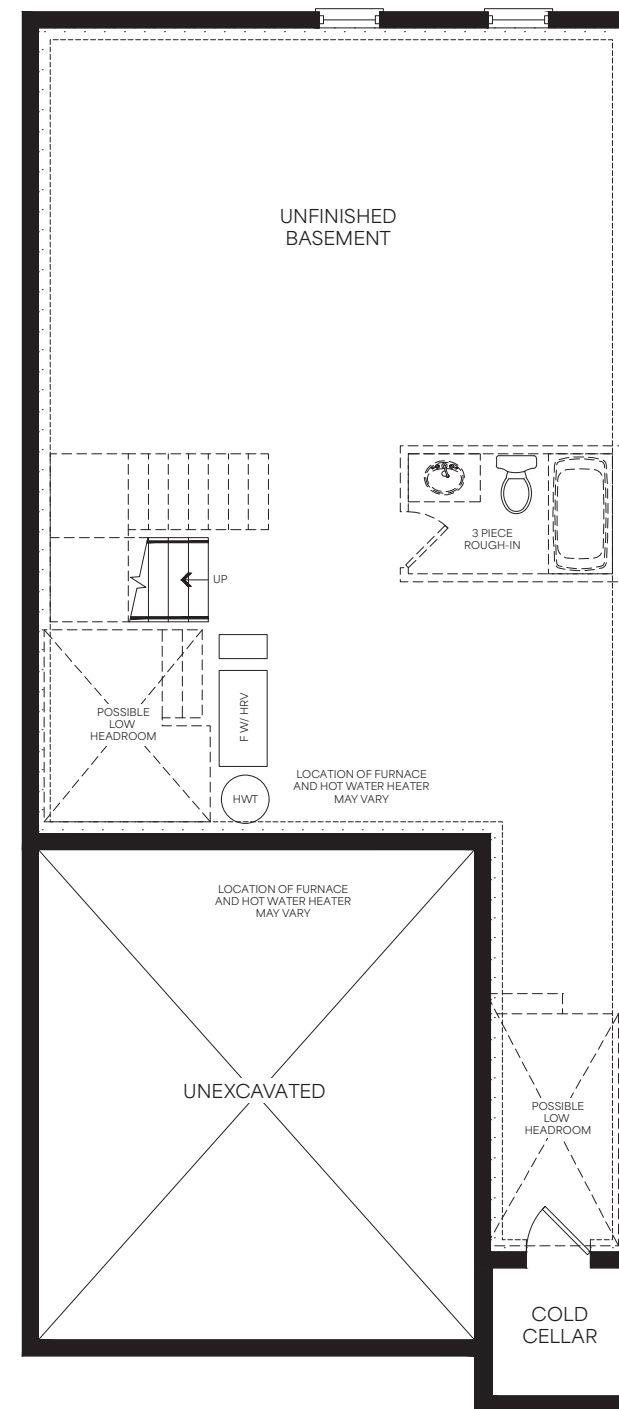 UNFINISHED
BASEMENT
3 PIECE
ROUGH-IN
UP
POSSIBLE
LOW
HEADROOM
F W/ HRV
LOCATION OF FURNACE
AND HOT WATER HEATER
MAY VARY
HWT
LOCATION OF FURNACE
AND HOT WATER HEATER
MAY VARY
UNEXCAVATED
POSSIBLE
LOW
HEADROOM
COLD
CELLAR